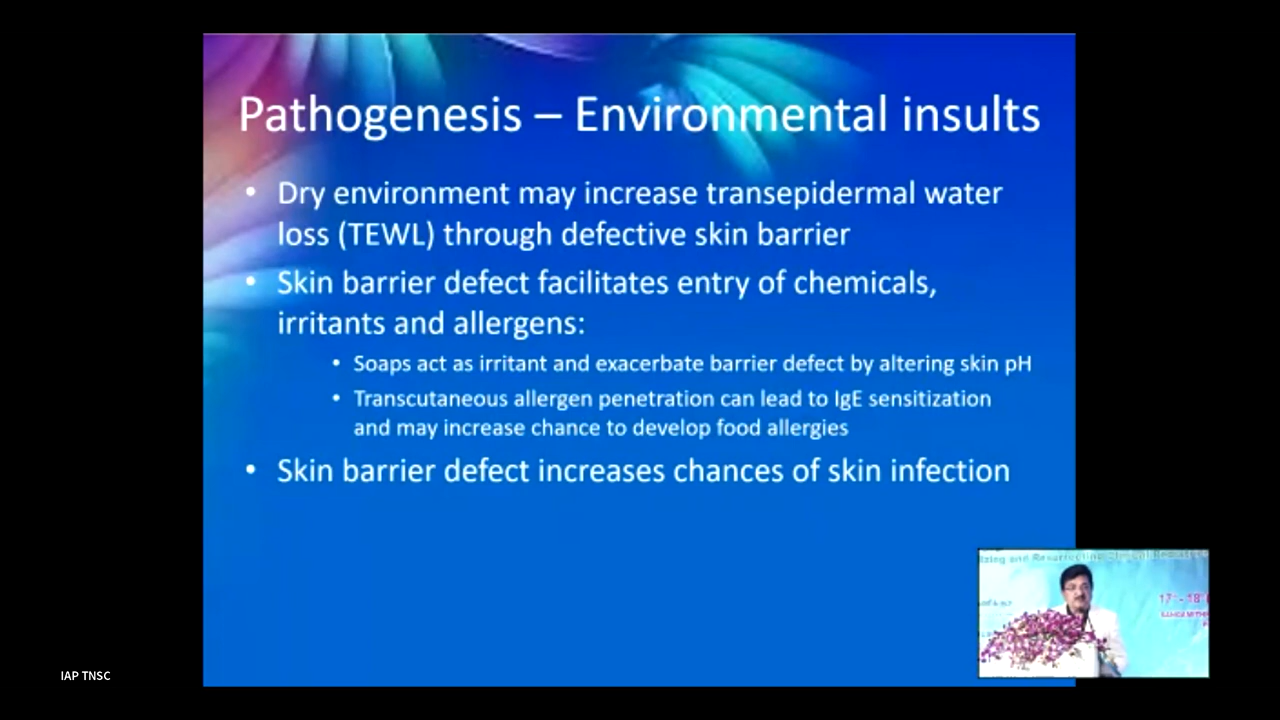 Pathogenesis – Environmental insults
• Dry environment may increase transepidermal water
loss (TEWL) through defective skin barrier
• Skin barrier defect facilitates entry of chemicals,
irritants and allergens:
• Soaps act as irritant and exacerbate barrier defect by altering skin pH
• Transcutaneous allergen penetration can lead to IgE sensitization
and may increase chance to develop food allergies
• Skin barrier defect increases chances of skin infection
and Resurrecting
IAP TNSC